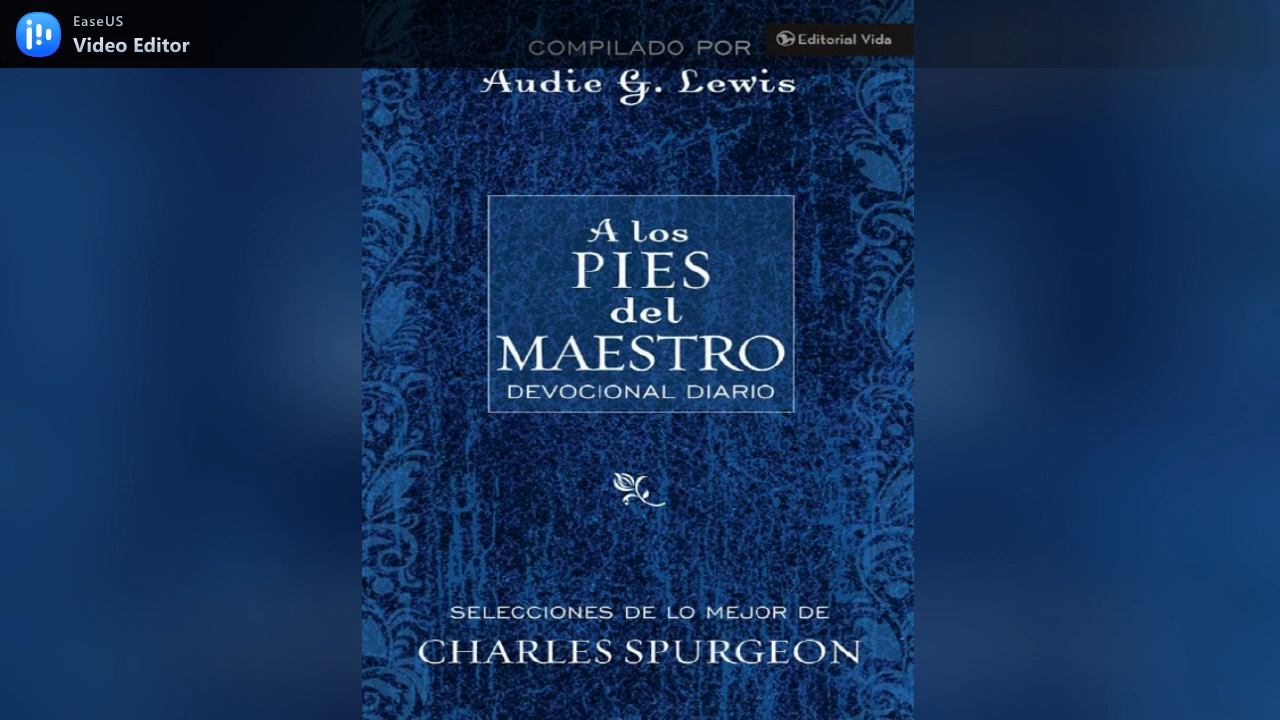 EaseUS
Video Editor
COMPILADO POR
Editorial Vida
Audie G. Lewis
A los
PIES
del
MAESTRO
DEVOCIONAL DIARIO
SELECCIONES DE LO MEJOR DE
CHARLES SPURGEON